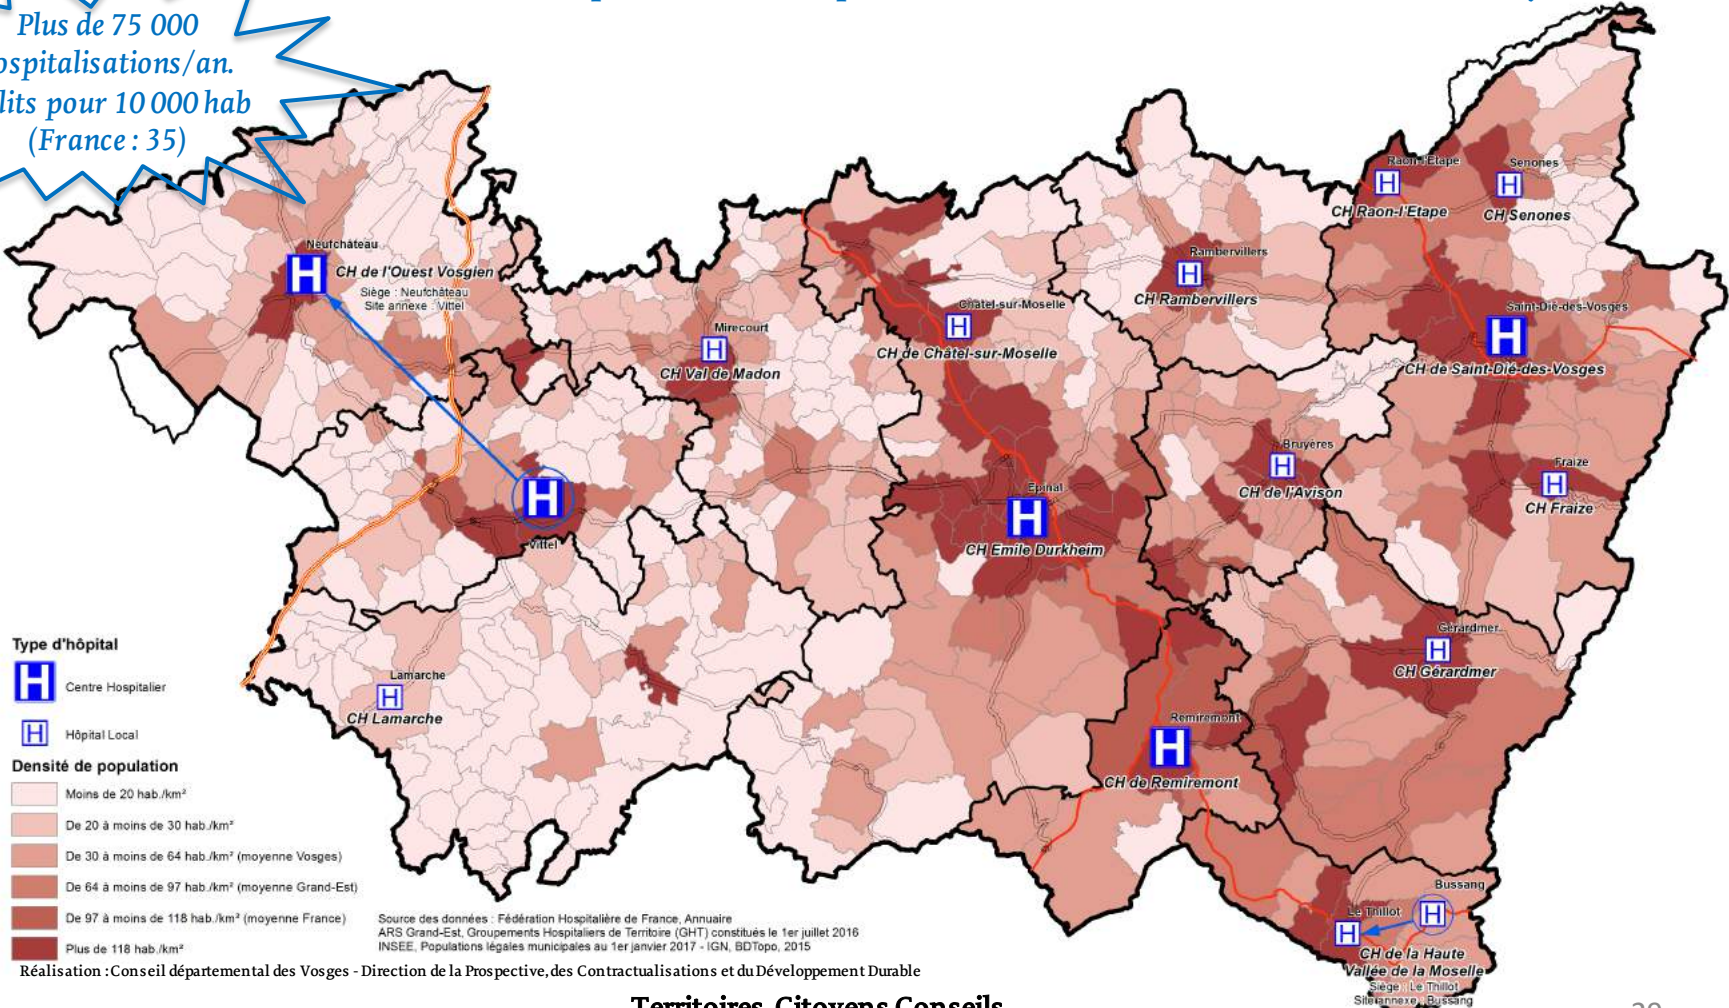 Plus de 75 000
ospitalisations/an.
lits pour 10 000 hab
(France : 35)
Raon-l'Etape
CH Raon-l'Etape
Senones
CH Senones
Neufchâteau
CH de l'Ouest Vosgien
Siège : Neufchâteau
Site annexe : Vittel
Rambervillers
CH Rambervillers
Châtel-sur-Moselle
CH de Châtel-sur-Moselle
Saint-Dié-des-Vosges
CH de Saint-Dié-des-Vosges
Mirecourt
CH Val de Madon
Bruyères
CH de l'Avison
Fraize
CH Fraize
Epinal
CH Emile Durkheim
Vittel
Gérardmer
CH Gérardmer
Lamarche
CH Lamarche
Remiremont
CH de Remiremont
Bussang
Le Thillot
CH de la Haute
Vallée de la Moselle
Siège : Le Thillot
Site annexe : Bussang
Type d'hôpital
H Centre Hospitalier
H Hôpital Local
Densité de population
Moins de 20 hab./km²
De 20 à moins de 30 hab./km²
De 30 à moins de 64 hab./km² (moyenne Vosges)
De 64 à moins de 97 hab./km² (moyenne Grand-Est)
De 97 à moins de 118 hab./km² (moyenne France)
Plus de 118 hab./km²
Source des données : Fédération Hospitalière de France, Annuaire
ARS Grand-Est, Groupements Hospitaliers de Territoire (GHT) constitués le 1er juillet 2016
INSEE, Populations légales municipales au 1er janvier 2017 - IGN, BDTopo, 2015
Réalisation : Conseil départemental des Vosges - Direction de la Prospective, des Contractualisations et du Développement Durable
Territoires Citoyens Conseils